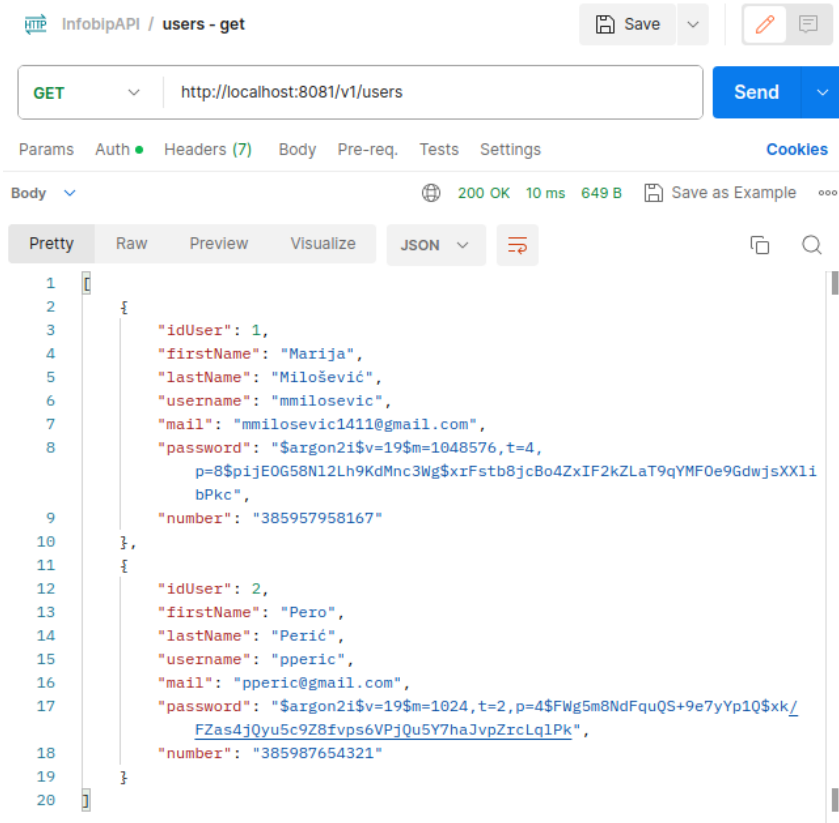 HTTP InfobipAPI / users - get Save
GET http://localhost:8081/v1/users Send
Params Auth Headers (7) Body Pre-req. Tests Settings Cookies
Body 200 OK 10 ms 649 B Save as Example
Pretty Raw Preview Visualize JSON
1 [
2 {
3 "idUser": 1,
4 "firstName": "Marija",
5 "lastName": "Milošević",
6 "username": "mmilosevic",
7 "mail": "mmilosevic1411@gmail.com",
8 "password": "$argon2i$v=19$m=1048576,t=4,
p=8$pijEOG58Nl2Lh9KdMnc3Wg$xrFstb8jcBo4ZxIF2kZLaT9qYMFOe9GdwjsXXli
bPkc",
9 "number": "385957958167"
10 },
11 {
12 "idUser": 2,
13 "firstName": "Pero",
14 "lastName": "Perić",
15 "username": "pperic",
16 "mail": "pperic@gmail.com",
17 "password": "$argon2i$v=19$m=1024,t=2,p=4$FWg5m8NdFquQS+9e7yYp1Q$xk/
FZas4jQyu5c9Z8fvps6VPjQu5Y7haJvpZrcLqlPk",
18 "number": "385987654321"
19 }
20 ]